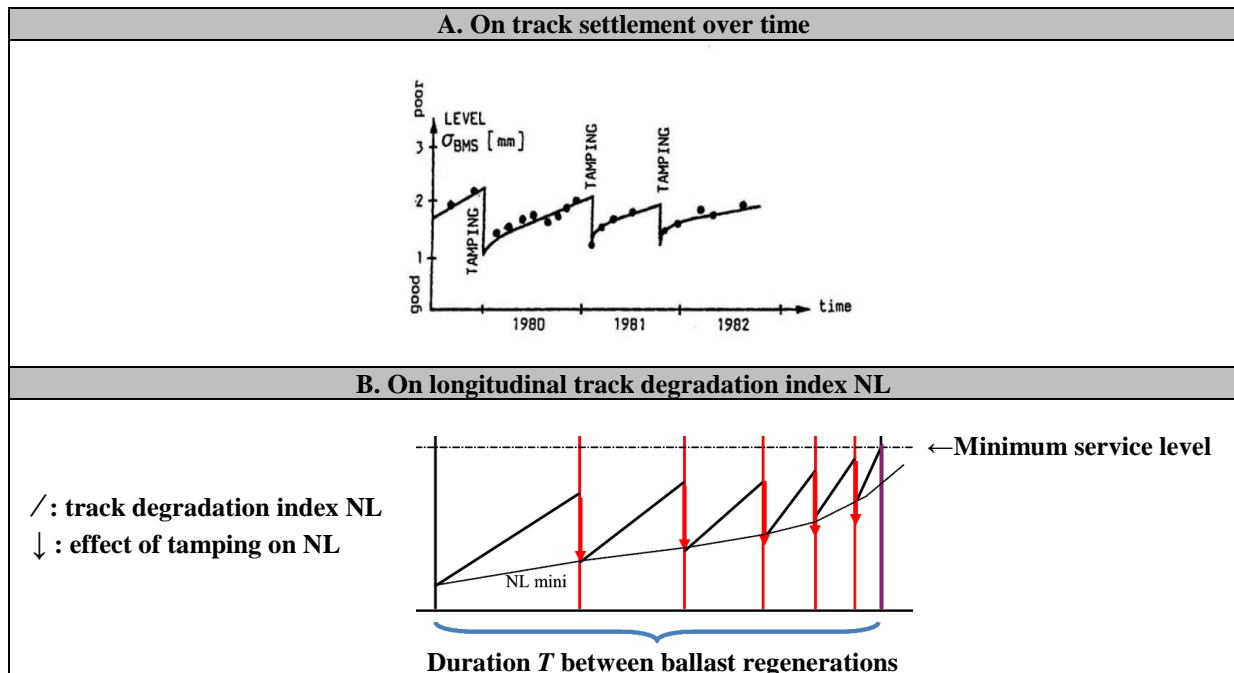 A. On track settlement over time
poor
good
LEVEL
σBMS [mm]
3
2
1
TAMPING
TAMPING
TAMPING
time
1980
1981
1982
B. On longitudinal track degradation index NL
←Minimum service level
/ : track degradation index NL
↓ : effect of tamping on NL
NL mini
Duration T between ballast regenerations